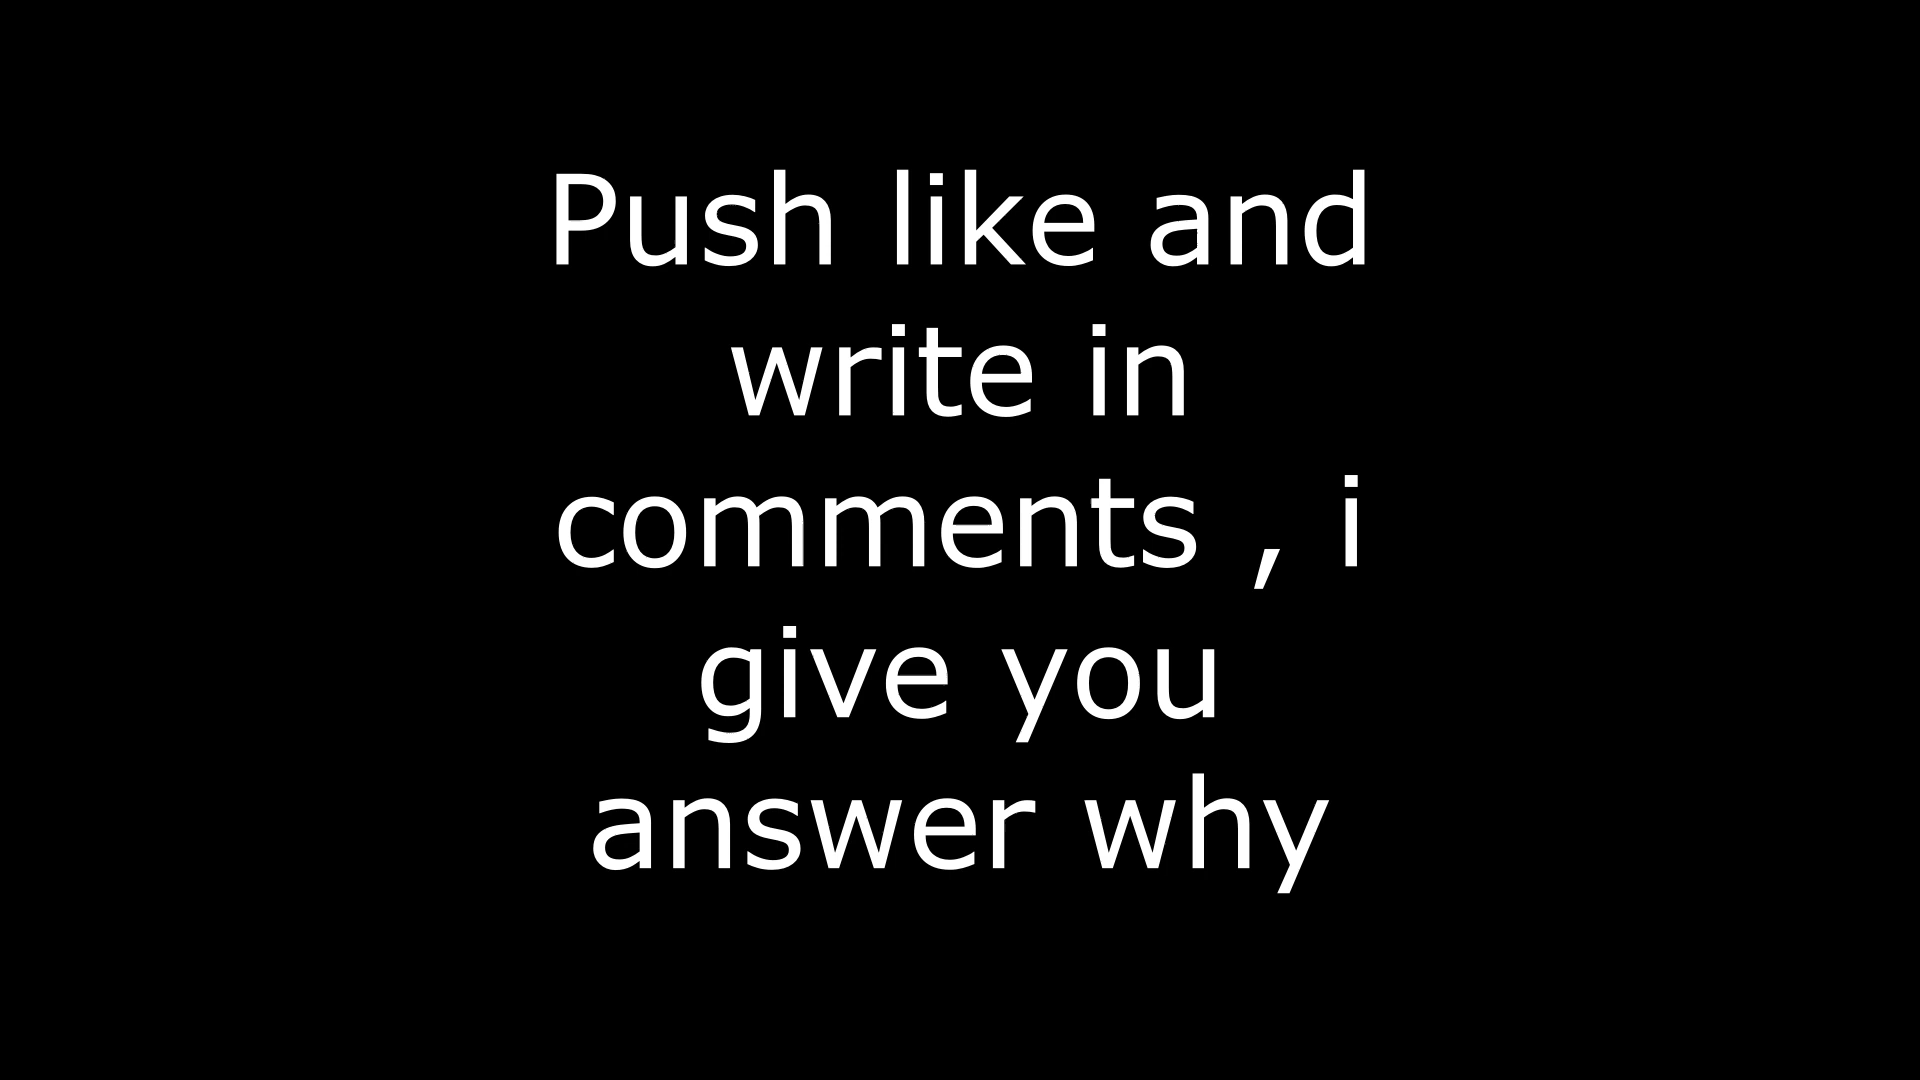 Push like and
write in
comments , i
give you
answer why